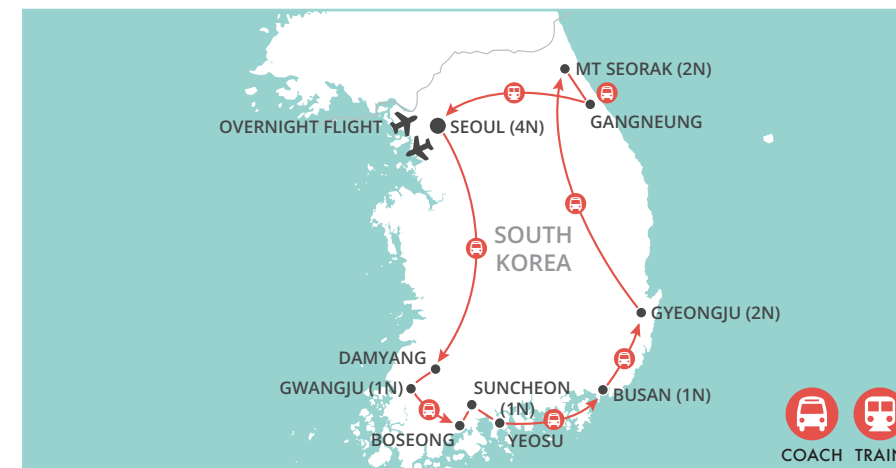 MT SEORAK (2N)
GANGNEUNG
OVERNIGHT FLIGHT
SEOUL (4N)
SOUTH
KOREA
GYEONGJU (2N)
DAMYANG
GWANGJU (1N)
SUNCHEON
(1N)
BUSAN (1N)
BOSEONG
YEOSU
COACH
TRAIN